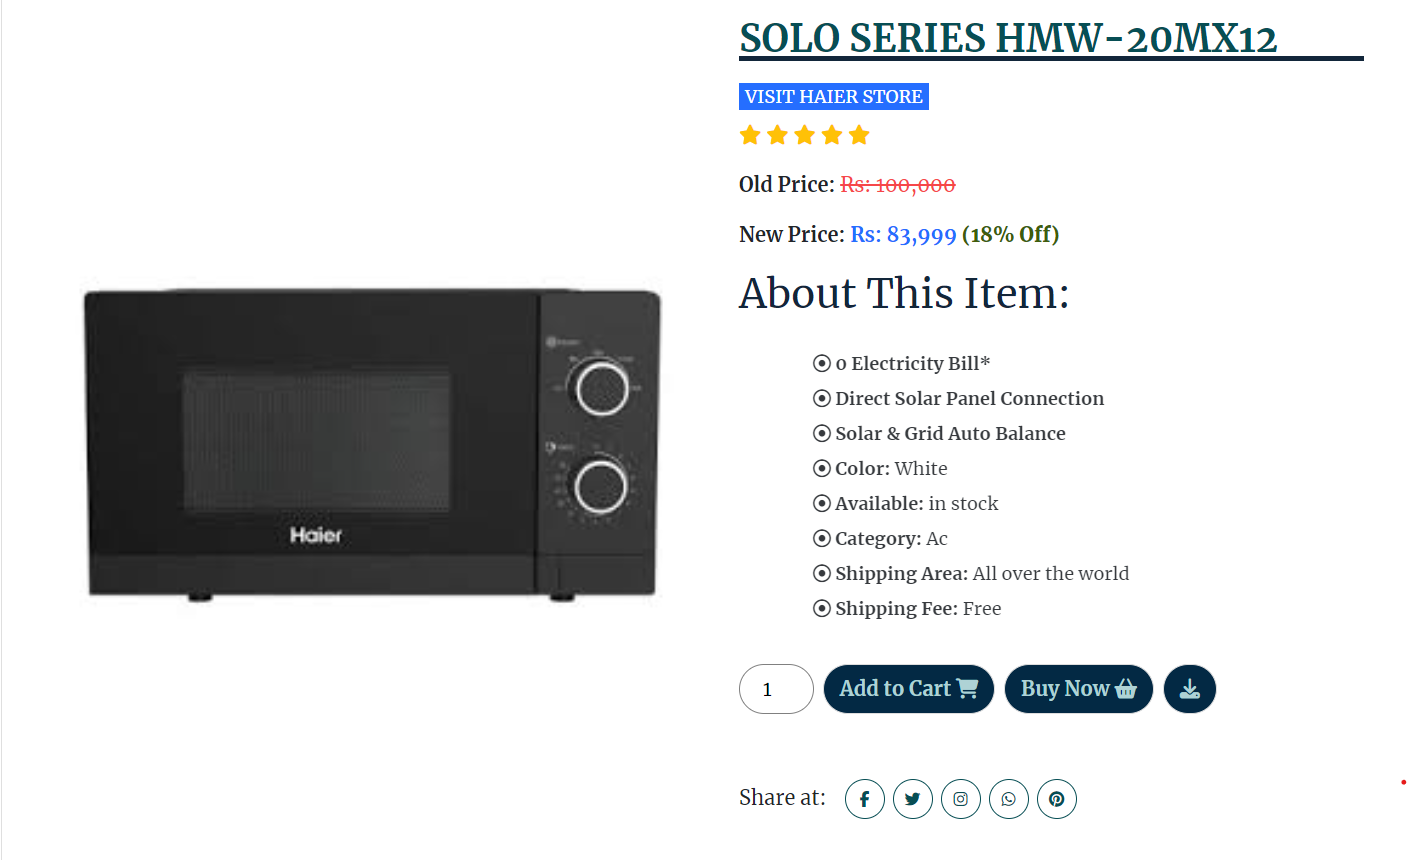 SOLO SERIES HMW-20MX12
VISIT HAIER STORE
Old Price: Rs: 100,000
New Price: Rs: 83,999 (18% Off)
About This Item:
0 Electricity Bill*
Direct Solar Panel Connection
Solar & Grid Auto Balance
Color: White
Available: in stock
Category: Ac
Shipping Area: All over the world
Shipping Fee: Free
1
Add to Cart
Buy Now
Share at:
Haier